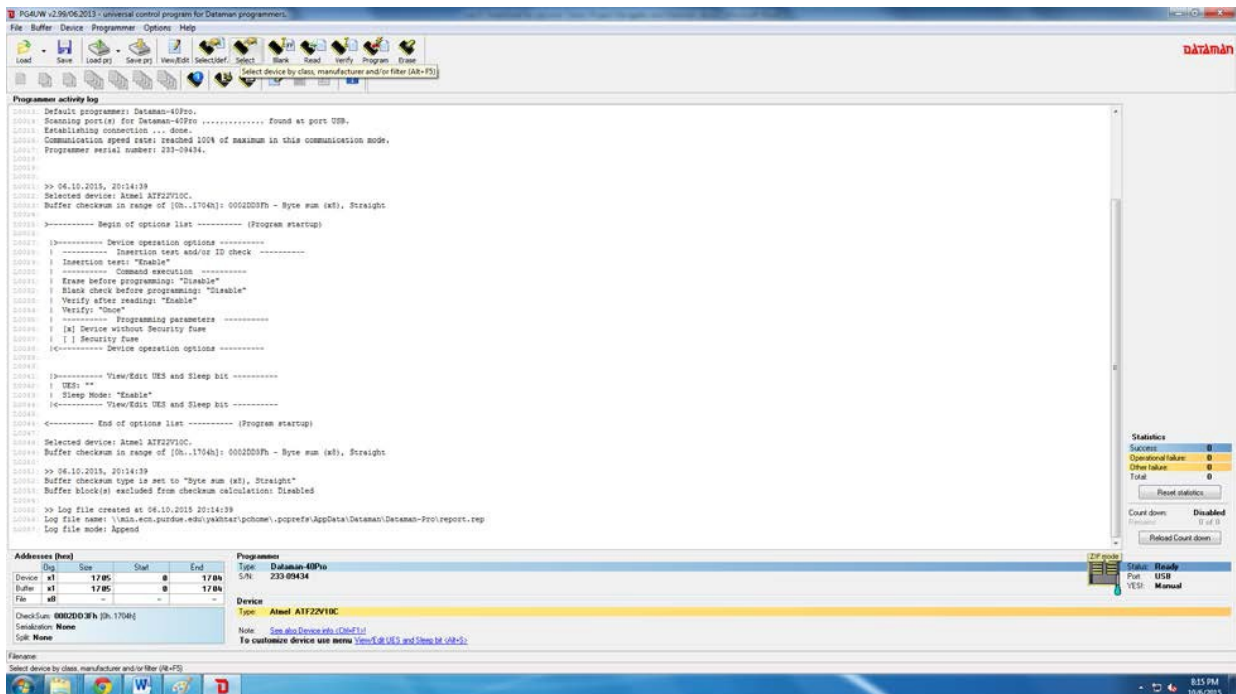 PG4UW v2.99/06.2013 - universal control program for Dataman programmers.
File Buffer Device Programmer Options Help
Load Save Load prj Save prj View/Edit Select/def. Select Blank Read Verify Program Erase
DATAMAN
Select device by class, manufacturer and/or filter (Alt+F5)
Programmer activity log
Default programmer: Dataman-40Pro.
Scanning port(s) for Dataman-40Pro ............. found at port USB.
Establishing connection ... done.
Communication speed rate: reached 100% of maximum in this communication mode.
Programmer serial number: 233-09434.
>> 06.10.2015, 20:14:39
Selected device: Atmel ATF22V10C.
Buffer checksum in range of [0h..1704h]: 0002DD3Fh - Byte sum (x8), Straight
>---------- Begin of options list ---------- (Program startup)
|>---------- Device operation options ----------
| ---------- Insertion test and/or ID check ----------
| Insertion test: "Enable"
| ---------- Command execution ----------
| Erase before programming: "Disable"
| Blank check before programming: "Disable"
| Verify after reading: "Enable"
| Verify: "Once"
| ---------- Programming parameters ----------
| [x] Device without Security fuse
| [ ] Security fuse
|<---------- Device operation options ----------
|>---------- View/Edit UES and Sleep bit ----------
| UES: ""
| Sleep Mode: "Enable"
|<---------- View/Edit UES and Sleep bit ----------
<---------- End of options list ---------- (Program startup)
Selected device: Atmel ATF22V10C.
Buffer checksum in range of [0h..1704h]: 0002DD3Fh - Byte sum (x8), Straight
>> 06.10.2015, 20:14:39
Buffer checksum type is set to "Byte sum (x8), Straight"
Buffer block(s) excluded from checksum calculation: Disabled
>> Log file created at 06.10.2015, 20:14:39
Log file name: \\min.ecn.purdue.edu\yakhtar\pchome\.pcprefs\AppData\Dataman\Dataman-Pro\report.rep
Log file mode: Append
Statistics
Success: 0
Operational failure: 0
Other failure: 0
Total: 0
Reset statistics
Count down: Disabled
Remains: 0 of 0
Reload Count down
Addresses (hex)
Org. Size Start End
Device x1 1705 0 1704
Buffer x1 1705 0 1704
File x8 - - -
CheckSum: 0002DD3Fh [0h..1704h]
Serialization: None
Split: None
Programmer
Type: Dataman-40Pro
S/N: 233-09434
ZIF mode
Status: Ready
Port: USB
YES!: Manual
Device
Type: Atmel ATF22V10C
Note: See also Device info <Ctrl+F1>!
To customize device use menu View/Edit UES and Sleep bit <Alt+S>
Filename:
Select device by class, manufacturer and/or filter (Alt+F5)
8:15 PM
10/6/2015